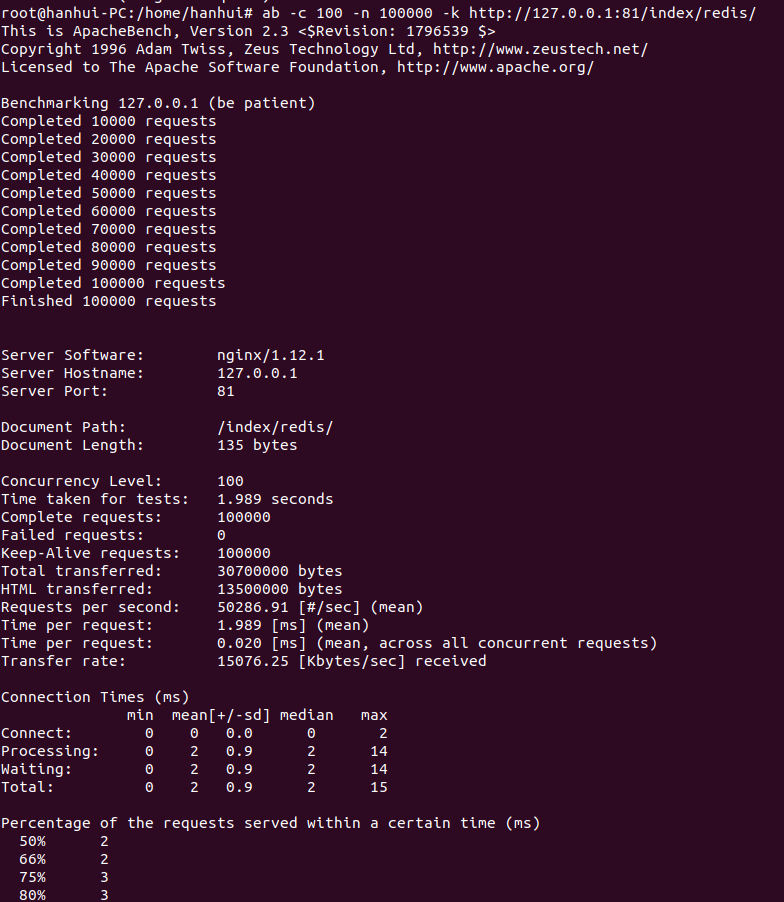 root@hanhui-PC:/home/hanhui# ab -c 100 -n 100000 -k http://127.0.0.1:81/index/redis/
This is ApacheBench, Version 2.3 <$Revision: 1796539 $>
Copyright 1996 Adam Twiss, Zeus Technology Ltd, http://www.zeustech.net/
Licensed to The Apache Software Foundation, http://www.apache.org/

Benchmarking 127.0.0.1 (be patient)
Completed 10000 requests
Completed 20000 requests
Completed 30000 requests
Completed 40000 requests
Completed 50000 requests
Completed 60000 requests
Completed 70000 requests
Completed 80000 requests
Completed 90000 requests
Completed 100000 requests
Finished 100000 requests


Server Software:        nginx/1.12.1
Server Hostname:        127.0.0.1
Server Port:            81

Document Path:          /index/redis/
Document Length:        135 bytes

Concurrency Level:      100
Time taken for tests:   1.989 seconds
Complete requests:      100000
Failed requests:        0
Keep-Alive requests:    100000
Total transferred:      30700000 bytes
HTML transferred:       13500000 bytes
Requests per second:    50286.91 [#/sec] (mean)
Time per request:       1.989 [ms] (mean)
Time per request:       0.020 [ms] (mean, across all concurrent requests)
Transfer rate:          15076.25 [Kbytes/sec] received

Connection Times (ms)
              min  mean[+/-sd] median   max
Connect:        0    0   0.0      0       2
Processing:     0    2   0.9      2      14
Waiting:        0    2   0.9      2      14
Total:          0    2   0.9      2      15

Percentage of the requests served within a certain time (ms)
  50%      2
  66%      2
  75%      3
  80%      3